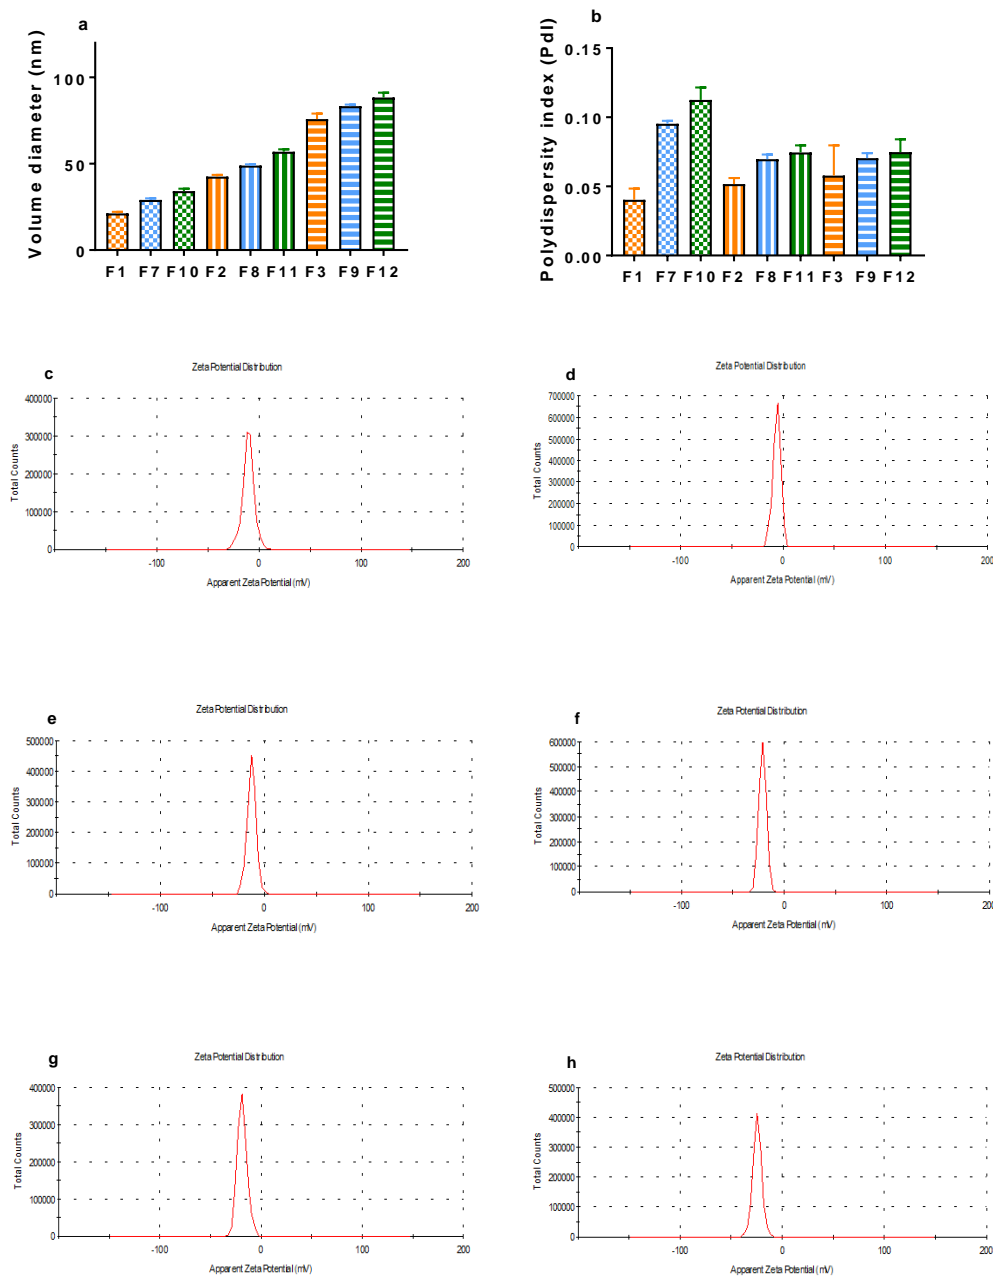 a
Volume diameter (nm)
100
50
0
F1 F7 F10 F2 F8 F11 F3 F9 F12
b
Polydispersity index (PdI)
0.15
0.10
0.05
0.00
F1 F7 F10 F2 F8 F11 F3 F9 F12
c
Zeta Potential Distribution
Total Counts
400000
300000
200000
100000
0
-100 0 100 200
Apparent Zeta Potential (mV)
d
Zeta Potential Distribution
Total Counts
700000
600000
500000
400000
300000
200000
100000
0
-100 0 100 200
Apparent Zeta Potential (mV)
e
Zeta Potential Distribution
Total Counts
500000
400000
300000
200000
100000
0
-100 0 100 200
Apparent Zeta Potential (mV)
f
Zeta Potential Distribution
Total Counts
600000
500000
400000
300000
200000
100000
0
-100 0 100 200
Apparent Zeta Potential (mV)
g
Zeta Potential Distribution
Total Counts
400000
300000
200000
100000
0
-100 0 100 200
Apparent Zeta Potential (mV)
h
Zeta Potential Distribution
Total Counts
500000
400000
300000
200000
100000
0
-100 0 100 200
Apparent Zeta Potential (mV)